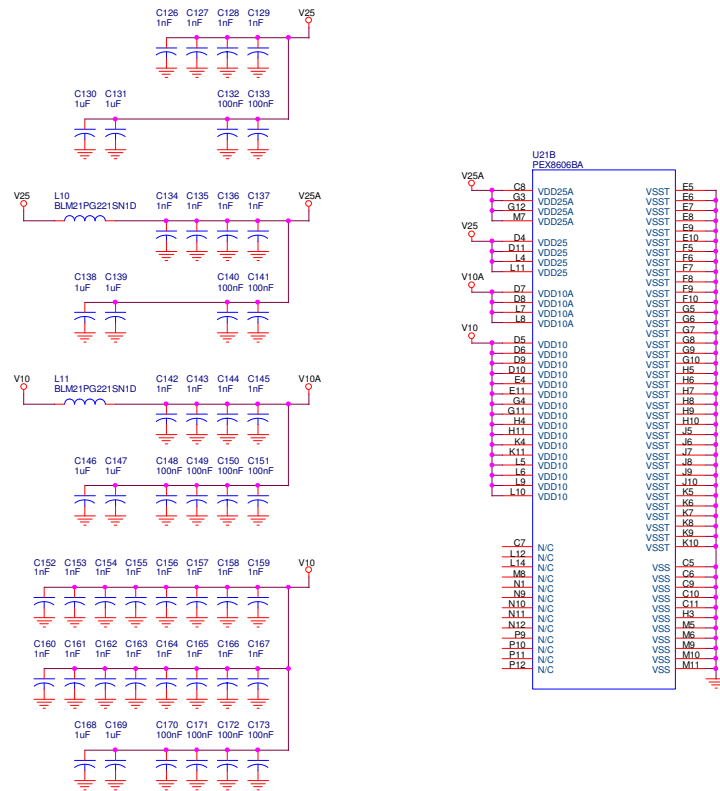 C126 C127 C128 C129 V25
1nF 1nF 1nF 1nF
C130 C131 C132 C133
1uF 1uF 100nF 100nF
V25 L10 C134 C135 C136 C137 V25A
BLM21PG221SN1D 1nF 1nF 1nF 1nF
C138 C139 C140 C141
1uF 1uF 100nF 100nF
V10 L11 C142 C143 C144 C145 V10A
BLM21PG221SN1D 1nF 1nF 1nF 1nF
C146 C147 C148 C149 C150 C151
1uF 1uF 100nF 100nF 100nF 100nF
C152 C153 C154 C155 C156 C157 C158 C159 V10
1nF 1nF 1nF 1nF 1nF 1nF 1nF 1nF
C160 C161 C162 C163 C164 C165 C166 C167
1nF 1nF 1nF 1nF 1nF 1nF 1nF 1nF
C168 C169 C170 C171 C172 C173
1uF 1uF 100nF 100nF 100nF 100nF
U21B
PEX8606BA
V25A
C8 VDD25A
G3 VDD25A
G12 VDD25A
M7 VDD25A
V25
D4 VDD25
D11 VDD25
L4 VDD25
L11 VDD25
V10A
D7 VDD10A
D8 VDD10A
L7 VDD10A
L8 VDD10A
V10
D5 VDD10
D6 VDD10
D9 VDD10
D10 VDD10
E4 VDD10
E11 VDD10
G4 VDD10
G11 VDD10
H4 VDD10
H11 VDD10
K4 VDD10
K11 VDD10
L5 VDD10
L6 VDD10
L9 VDD10
L10 VDD10
C7 N/C
L12 N/C
L14 N/C
M8 N/C
N1 N/C
N9 N/C
N10 N/C
N11 N/C
N12 N/C
P9 N/C
P10 N/C
P11 N/C
P12 N/C
VSST E5
VSST E6
VSST E7
VSST E8
VSST E9
VSST E10
VSST F5
VSST F6
VSST F7
VSST F8
VSST F9
VSST F10
VSST G5
VSST G6
VSST G7
VSST G8
VSST G9
VSST G10
VSST H5
VSST H6
VSST H7
VSST H8
VSST H9
VSST H10
VSST J5
VSST J6
VSST J7
VSST J8
VSST J9
VSST J10
VSST K5
VSST K6
VSST K7
VSST K8
VSST K9
VSST K10
VSS C5
VSS C6
VSS C9
VSS C10
VSS C11
VSS H3
VSS M5
VSS M6
VSS M9
VSS M10
VSS M11